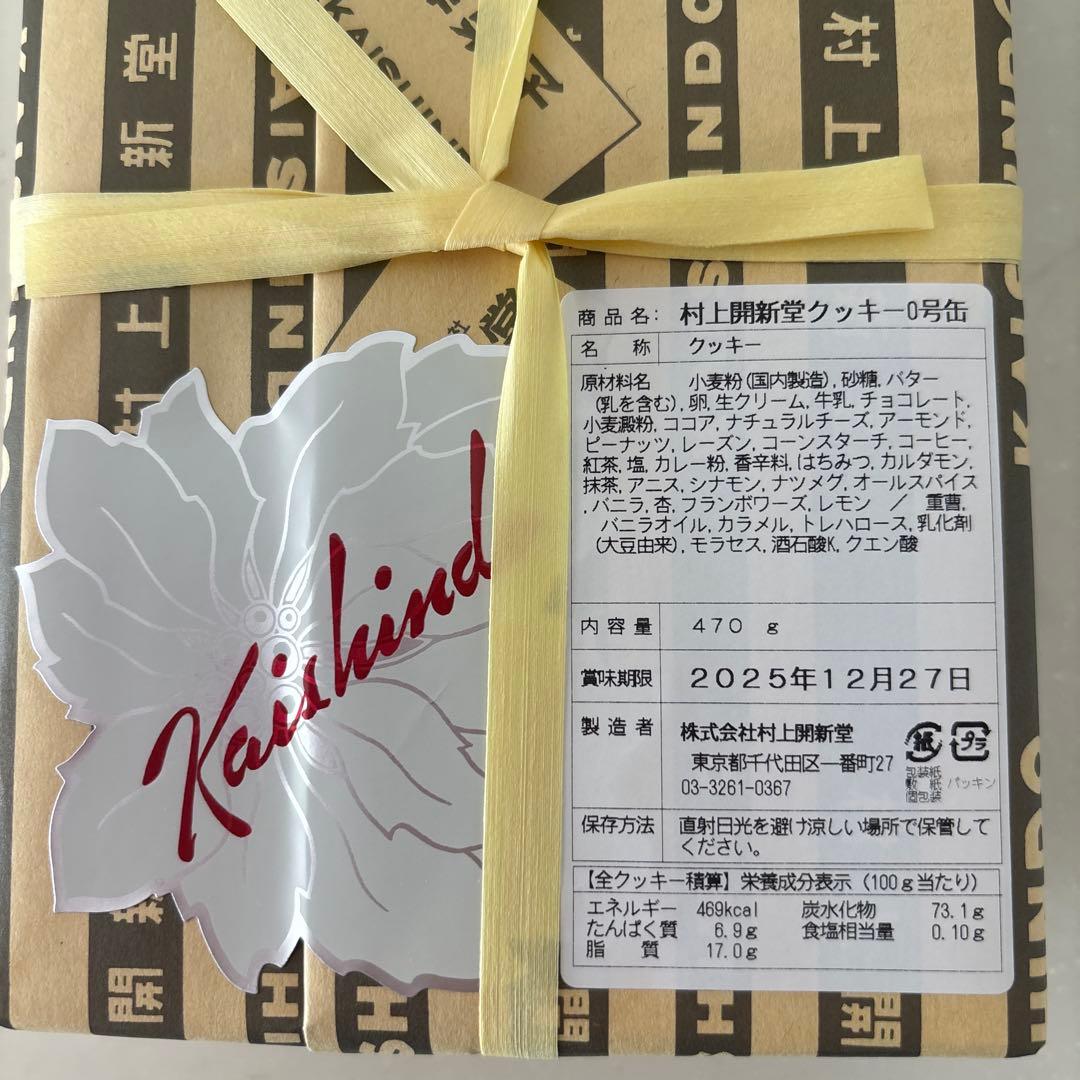 新堂
村上
KAISHIN
村上
開
Kaishind
商品名: 村上開新堂クッキー0号缶
名称 クッキー
原材料名 小麦粉(国内製造), 砂糖, バター
(乳を含む), 卵, 生クリーム, 牛乳, チョコレート,
小麦澱粉, ココア, ナチュラルチーズ, アーモンド,
ピーナッツ, レーズン, コーンスターチ, コーヒー,
紅茶, 塩, カレー粉, 香辛料, はちみつ, カルダモン,
抹茶, アニス, シナモン, ナツメグ, オールスパイス
, バニラ, 杏, フランボワーズ, レモン / 重曹,
バニラオイル, カラメル, トレハロース, 乳化剤
(大豆由来), モラセス, 酒石酸K, クエン酸
内容量 470 g
賞味期限 2025年12月27日
製造者 株式会社村上開新堂
東京都千代田区一番町27
03-3261-0367
紙 プラ
包装紙
敷紙 パッキン
個包装
保存方法 直射日光を避け涼しい場所で保管して
ください。
【全クッキー積算】栄養成分表示(100g当たり)
エネルギー 469kcal 炭水化物 73.1g
たんぱく質 6.9g 食塩相当量 0.10g
脂質 17.0g
開